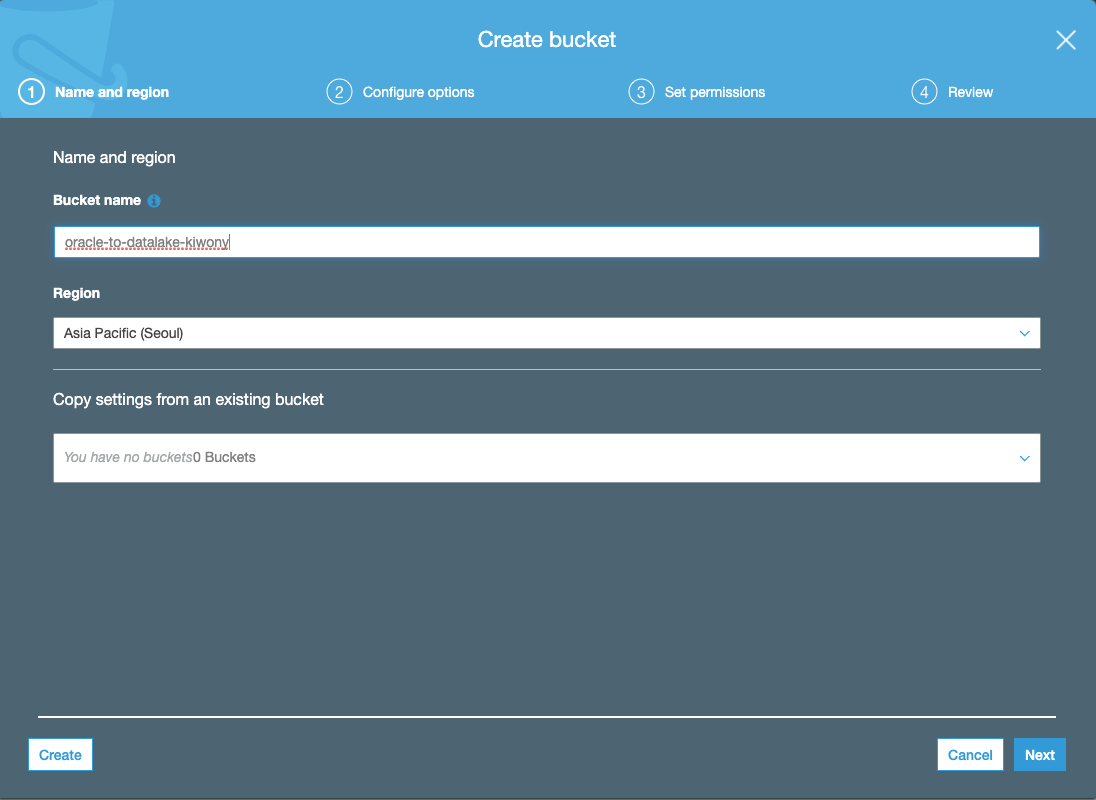 Create bucket
1 Name and region 2 Configure options 3 Set permissions 4 Review
Name and region
Bucket name
oracle-to-datalake-kiwony
Region
Asia Pacific (Seoul)
Copy settings from an existing bucket
You have no buckets0 Buckets
Create Cancel Next